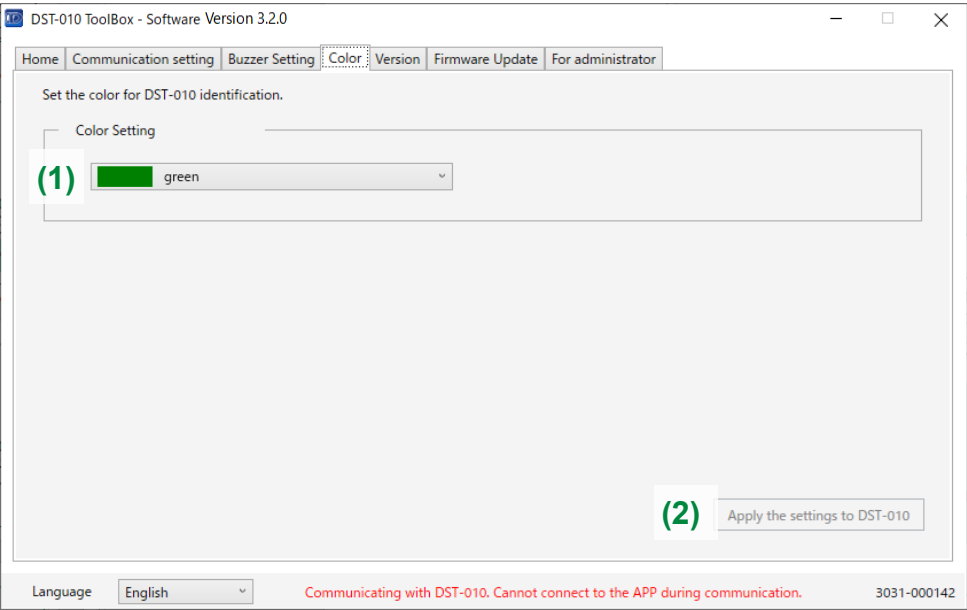 DST-010 ToolBox - Software Version 3.2.0
Home Communication setting Buzzer Setting Color Version Firmware Update For administrator
Set the color for DST-010 identification.
Color Setting
(1) green
(2) Apply the settings to DST-010
Language English Communicating with DST-010. Cannot connect to the APP during communication. 3031-000142